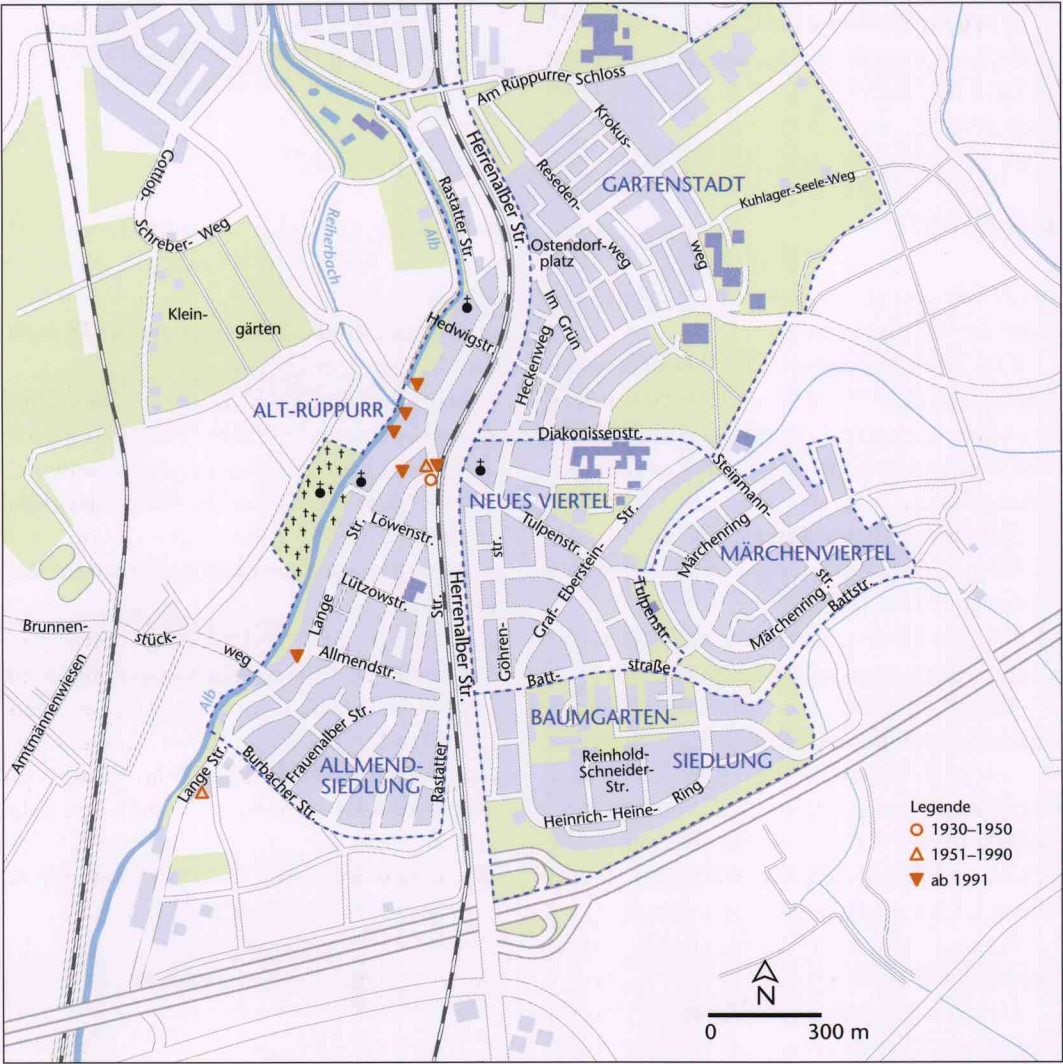 Am Rüppurrer Schloss
Krokus-
Herrenalber Str.
Gottlob-
Reseden-
GARTENSTADT
Kuhlager-Seele-Weg
Rastatter Str.
Schreber- Weg
Reiherbach
Alb
Ostendorf-
platz
weg
weg
Klein-
gärten
Im Grün
Hedwigstr.
Heckenweg
ALT-RÜPPURR
Diakonissenstr.
Steinmann-
NEUES VIERTEL
Str.
Löwenstr.
Str.
Tulpenstr.
Märchenring
MÄRCHENVIERTEL
str.
Lützowstr.
Herrenalber Str.
Graf- Eberstein-
Tulpenstr.
str.
Battstr.
Lange
Str.
Märchenring
Brunnen-
stück-
weg
Allmendstr.
Göhren-
Batt-
straße
Amtmännenwiesen
Alb
Frauenalber Str.
BAUMGARTEN-
SIEDLUNG
Lange Str.
Burbacher Str.
ALLMEND-
SIEDLUNG
Rastatter
Reinhold-
Schneider-
Str.
Heinrich- Heine- Ring
Legende
1930–1950
1951–1990
ab 1991
N
0 300 m